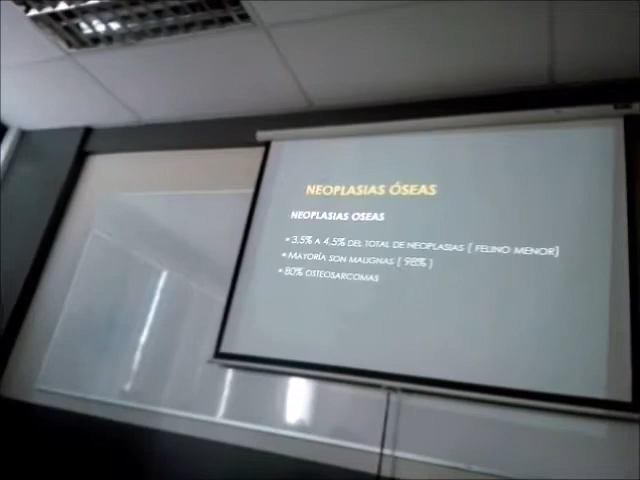 NEOPLASIAS ÓSEAS
NEOPLASIAS OSEAS
• 3,5% A 4,5% DEL TOTAL DE NEOPLASIAS ( FELINO MENOR)
• MAYORÍA SON MALIGNAS ( 98% )
• 80% OSTEOSARCOMAS